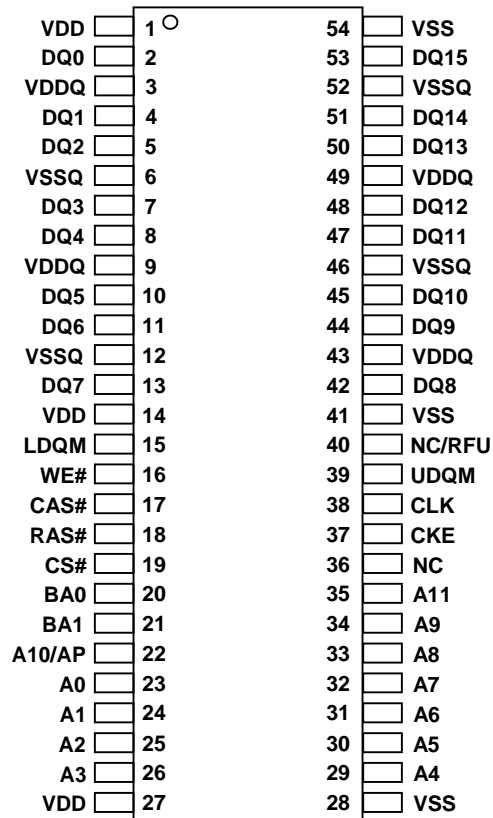 VDD 1 54 VSS
DQ0 2 53 DQ15
VDDQ 3 52 VSSQ
DQ1 4 51 DQ14
DQ2 5 50 DQ13
VSSQ 6 49 VDDQ
DQ3 7 48 DQ12
DQ4 8 47 DQ11
VDDQ 9 46 VSSQ
DQ5 10 45 DQ10
DQ6 11 44 DQ9
VSSQ 12 43 VDDQ
DQ7 13 42 DQ8
VDD 14 41 VSS
LDQM 15 40 NC/RFU
WE# 16 39 UDQM
CAS# 17 38 CLK
RAS# 18 37 CKE
CS# 19 36 NC
BA0 20 35 A11
BA1 21 34 A9
A10/AP 22 33 A8
A0 23 32 A7
A1 24 31 A6
A2 25 30 A5
A3 26 29 A4
VDD 27 28 VSS